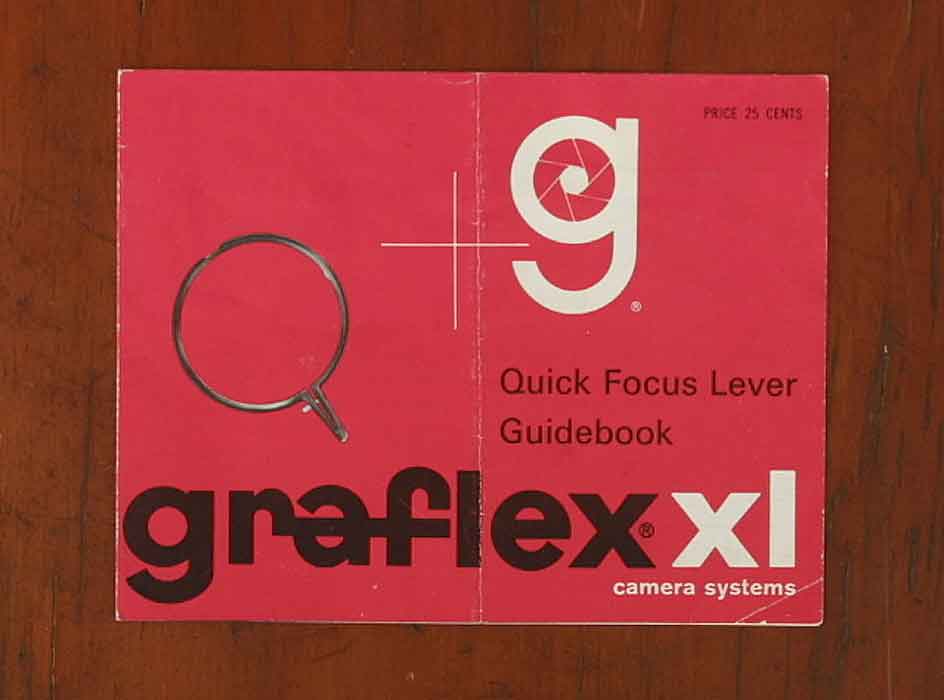 PRICE 25 CENTS
g®
Quick Focus Lever
Guidebook
graflex® xl
camera systems